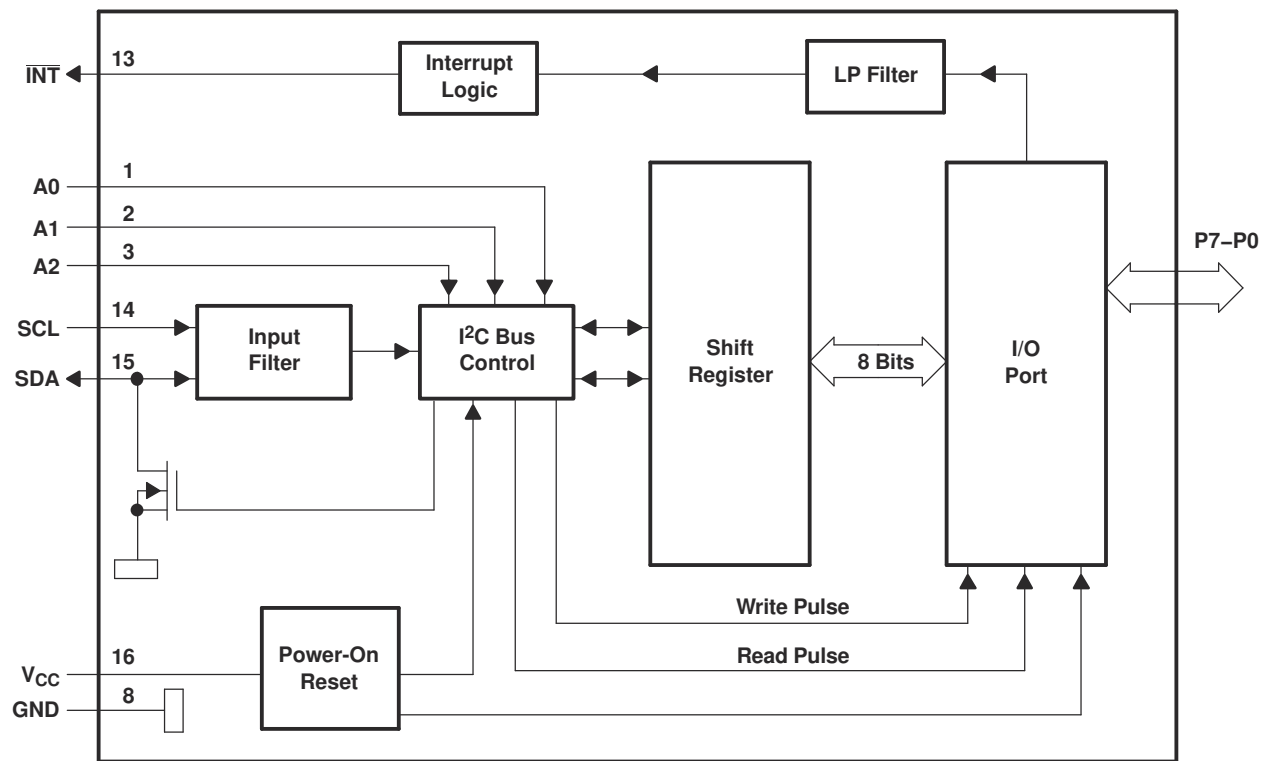 INT
13
Interrupt
Logic
LP Filter
A0
1
A1
2
A2
3
P7–P0
SCL
14
SDA
15
Input
Filter
I²C Bus
Control
Shift
Register
8 Bits
I/O
Port
Write Pulse
Read Pulse
Power-On
Reset
VCC
16
GND
8